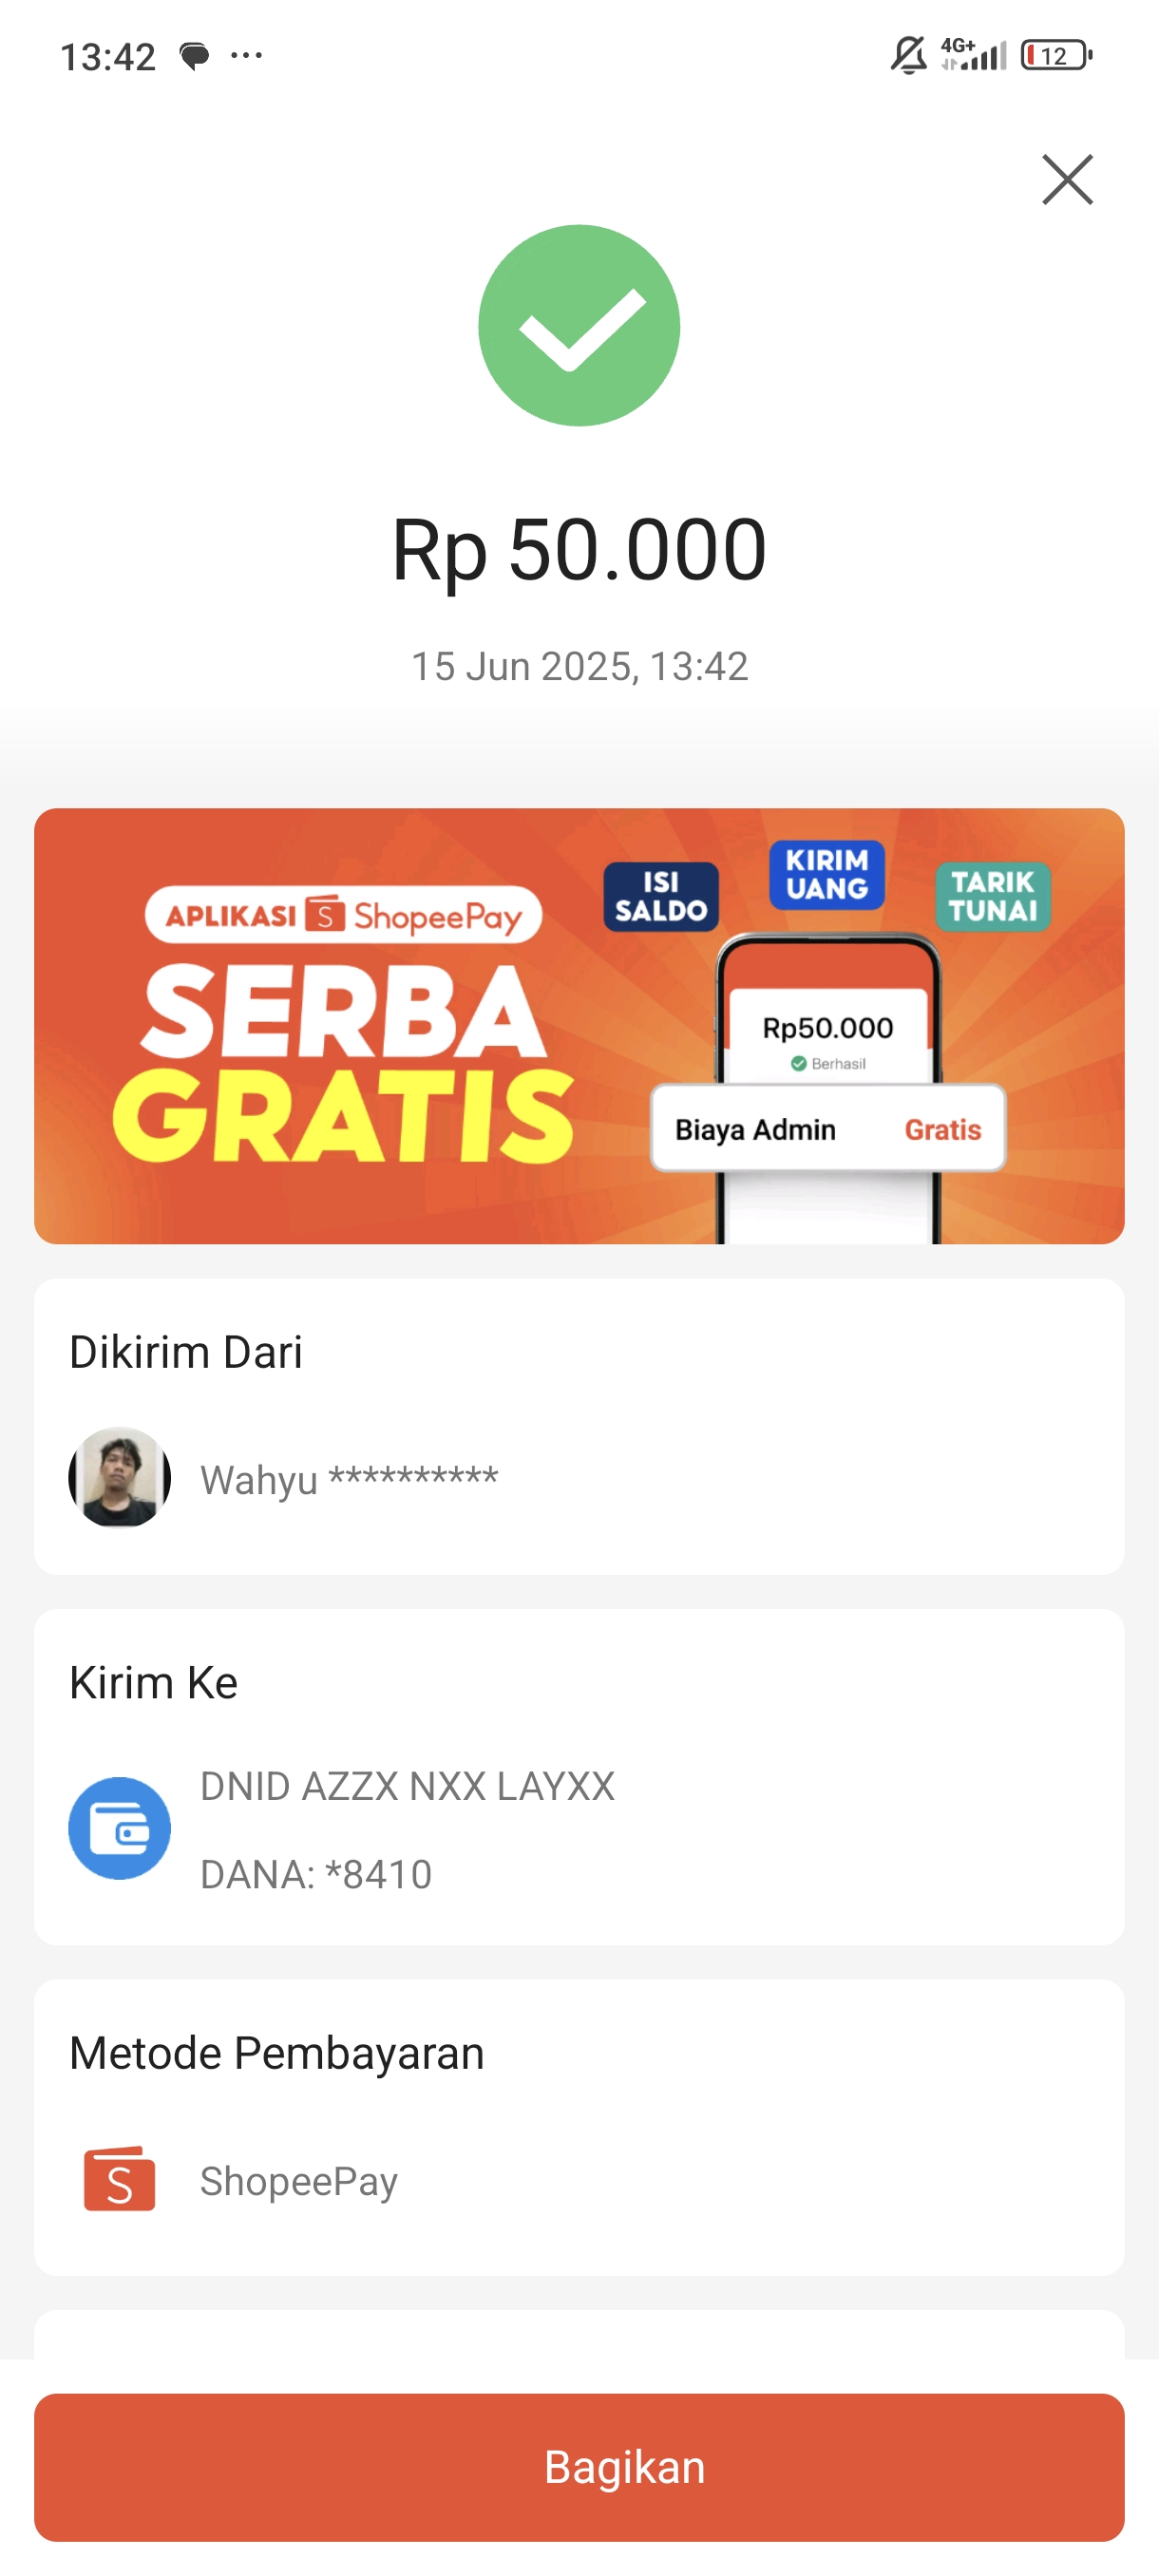 13:42
4G+
12
Rp 50.000
15 Jun 2025, 13:42
APLIKASI S ShopeePay
SERBA
GRATIS
ISI
SALDO
KIRIM
UANG
TARIK
TUNAI
Rp50.000
Berhasil
Biaya Admin Gratis
Dikirim Dari
Wahyu **********
Kirim Ke
DNID AZZX NXX LAYXX
DANA: *8410
Metode Pembayaran
S ShopeePay
Bagikan